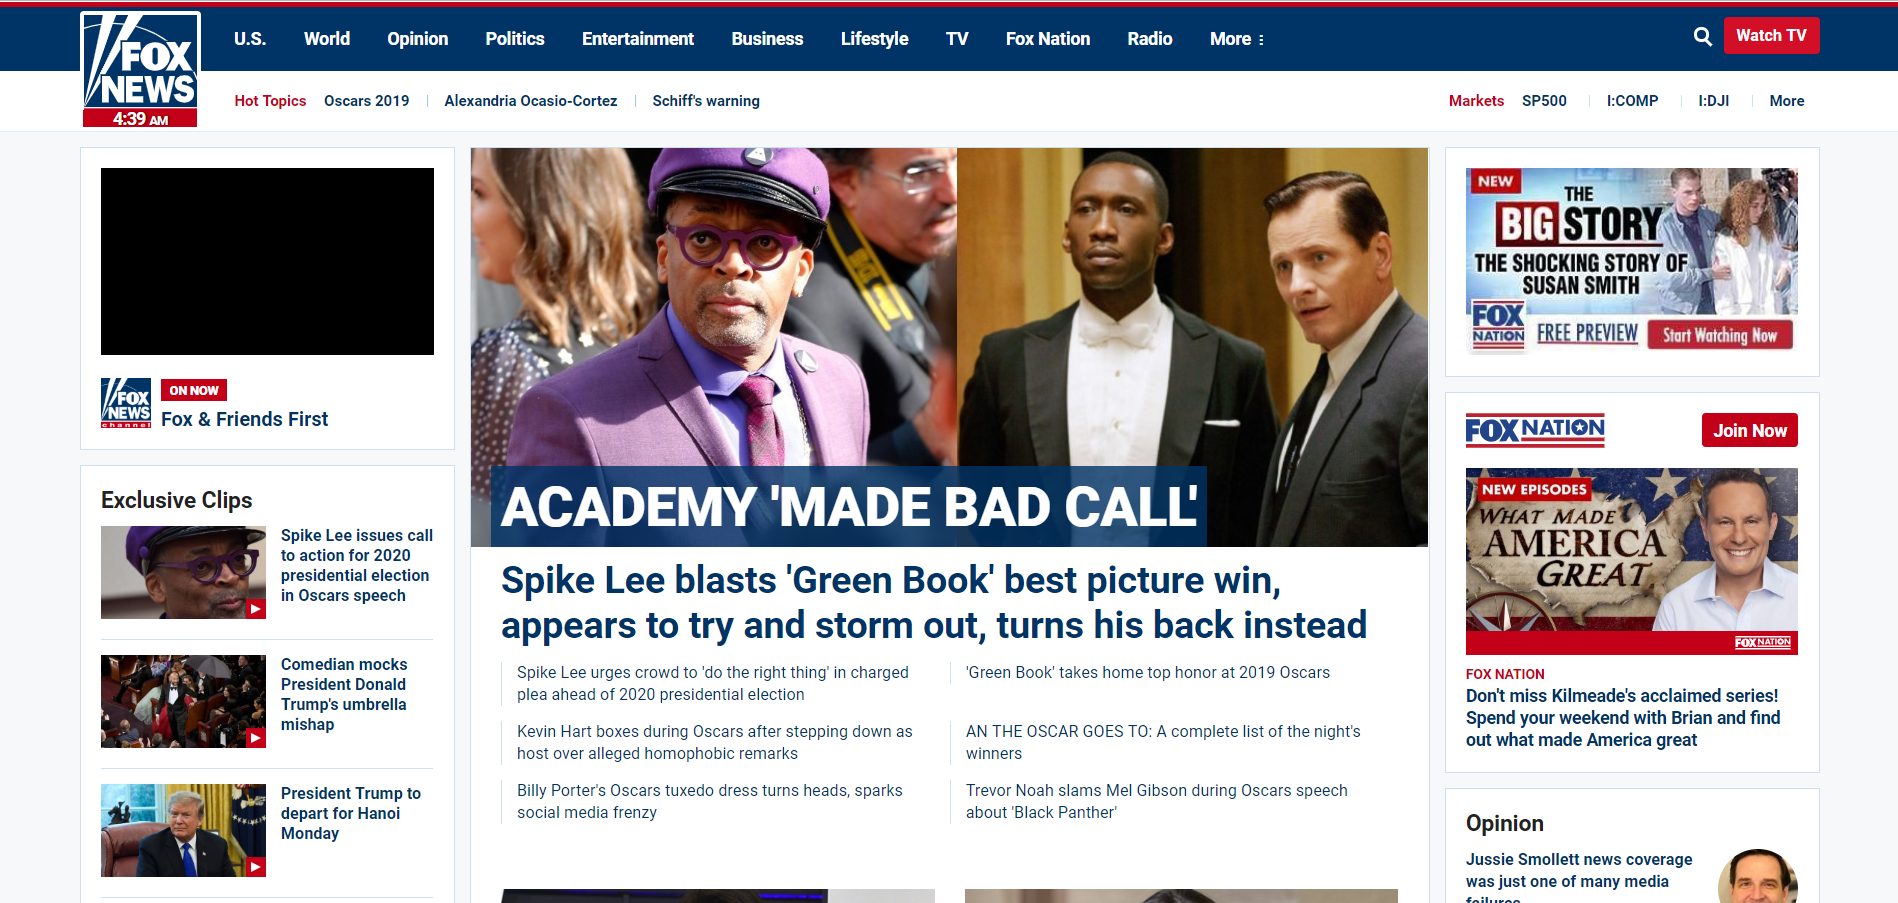 FOX
NEWS
4:39 AM
U.S. World Opinion Politics Entertainment Business Lifestyle TV Fox Nation Radio More
Watch TV
Hot Topics Oscars 2019 Alexandria Ocasio-Cortez Schiff's warning
Markets SP500 I:COMP I:DJI More
FOX
NEWS
channel
ON NOW
Fox & Friends First
Exclusive Clips
Spike Lee issues call
to action for 2020
presidential election
in Oscars speech
Comedian mocks
President Donald
Trump's umbrella
mishap
President Trump to
depart for Hanoi
Monday
ACADEMY 'MADE BAD CALL'
Spike Lee blasts 'Green Book' best picture win,
appears to try and storm out, turns his back instead
Spike Lee urges crowd to 'do the right thing' in charged
plea ahead of 2020 presidential election
'Green Book' takes home top honor at 2019 Oscars
Kevin Hart boxes during Oscars after stepping down as
host over alleged homophobic remarks
AN THE OSCAR GOES TO: A complete list of the night's
winners
Billy Porter's Oscars tuxedo dress turns heads, sparks
social media frenzy
Trevor Noah slams Mel Gibson during Oscars speech
about 'Black Panther'
NEW
THE
BIG STORY
THE SHOCKING STORY OF
SUSAN SMITH
FOX
NATION
FREE PREVIEW
Start Watching Now
FOX NATION
Join Now
NEW EPISODES
WHAT MADE
AMERICA
GREAT
FOX NATION
FOX NATION
Don't miss Kilmeade's acclaimed series!
Spend your weekend with Brian and find
out what made America great
Opinion
Jussie Smollett news coverage
was just one of many media
failures